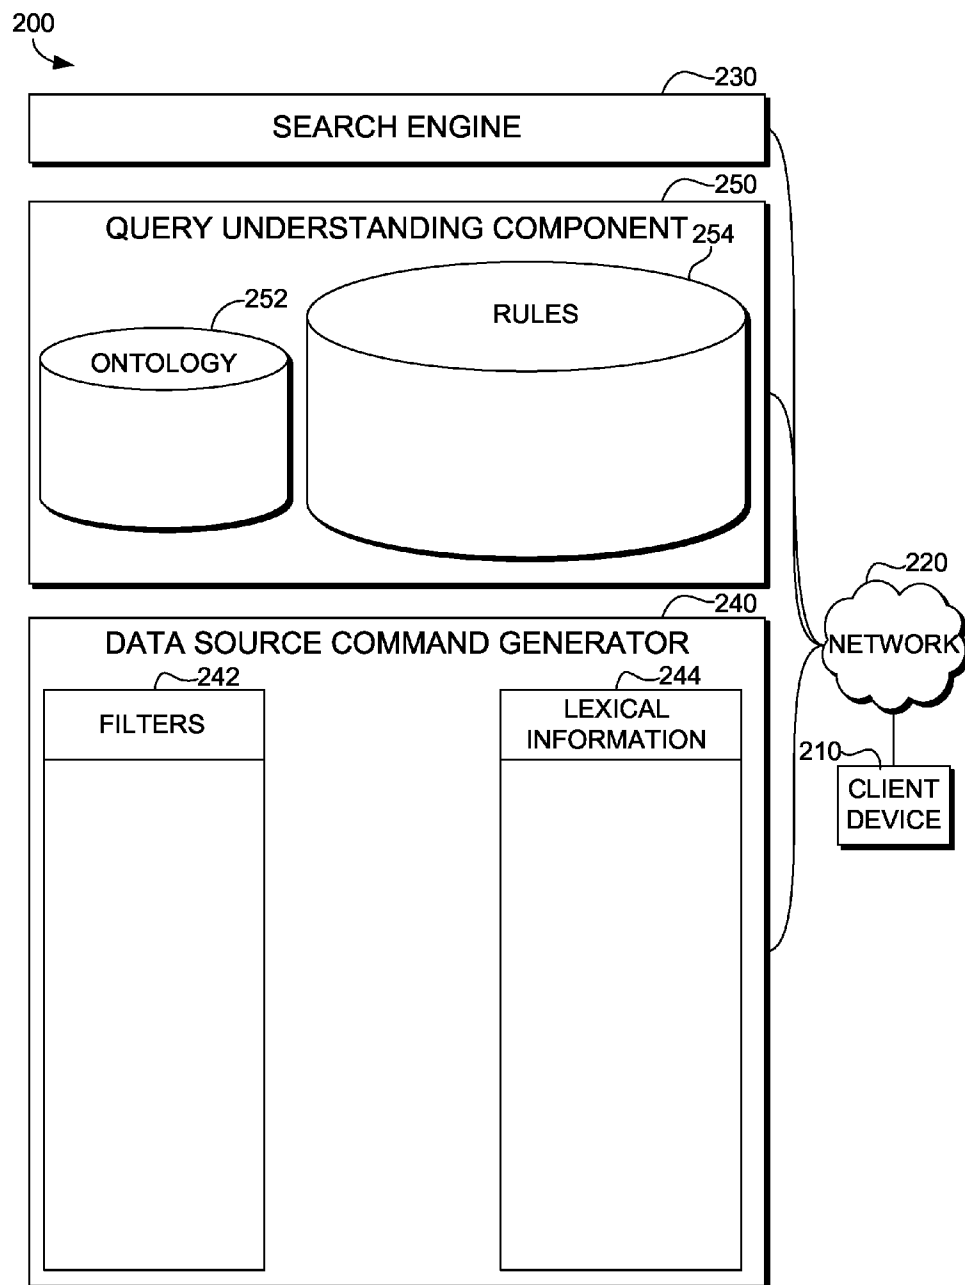 200
230
SEARCH ENGINE
250
QUERY UNDERSTANDING COMPONENT
254
252
RULES
ONTOLOGY
220
NETWORK
240
DATA SOURCE COMMAND GENERATOR
242
244
FILTERS
LEXICAL
INFORMATION
210
CLIENT
DEVICE